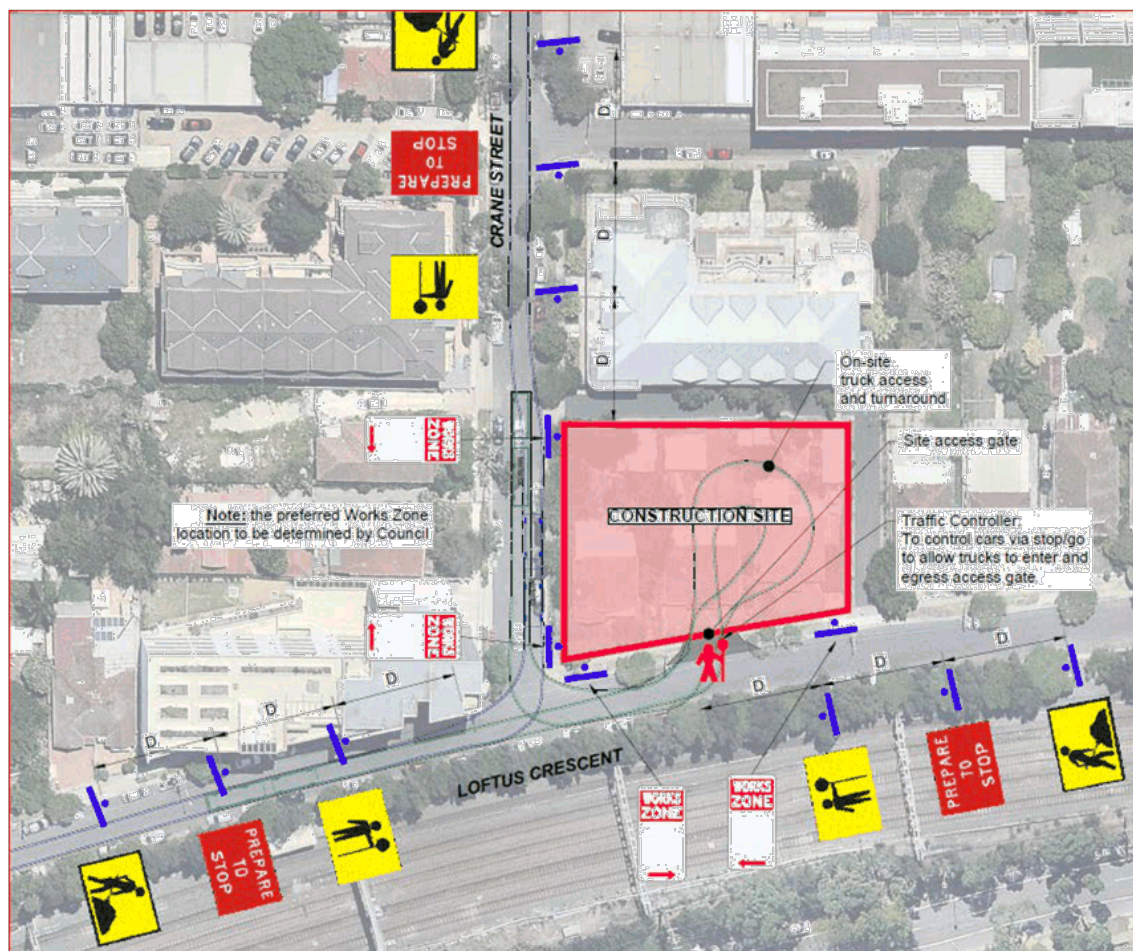 PREPARE
TO
STOP
CRANE STREET
D
D
D
On-site
truck access
and turnaround
Site access gate
WORKS
ZONE
Note: the preferred Works Zone
location to be determined by Council
CONSTRUCTION SITE
Traffic Controller:
To control cars via stop/go
to allow trucks to enter and
egress access gate
WORKS
ZONE
D
D
D
D
LOFTUS CRESCENT
PREPARE
TO
STOP
WORKS
ZONE
WORKS
ZONE
PREPARE
TO
STOP